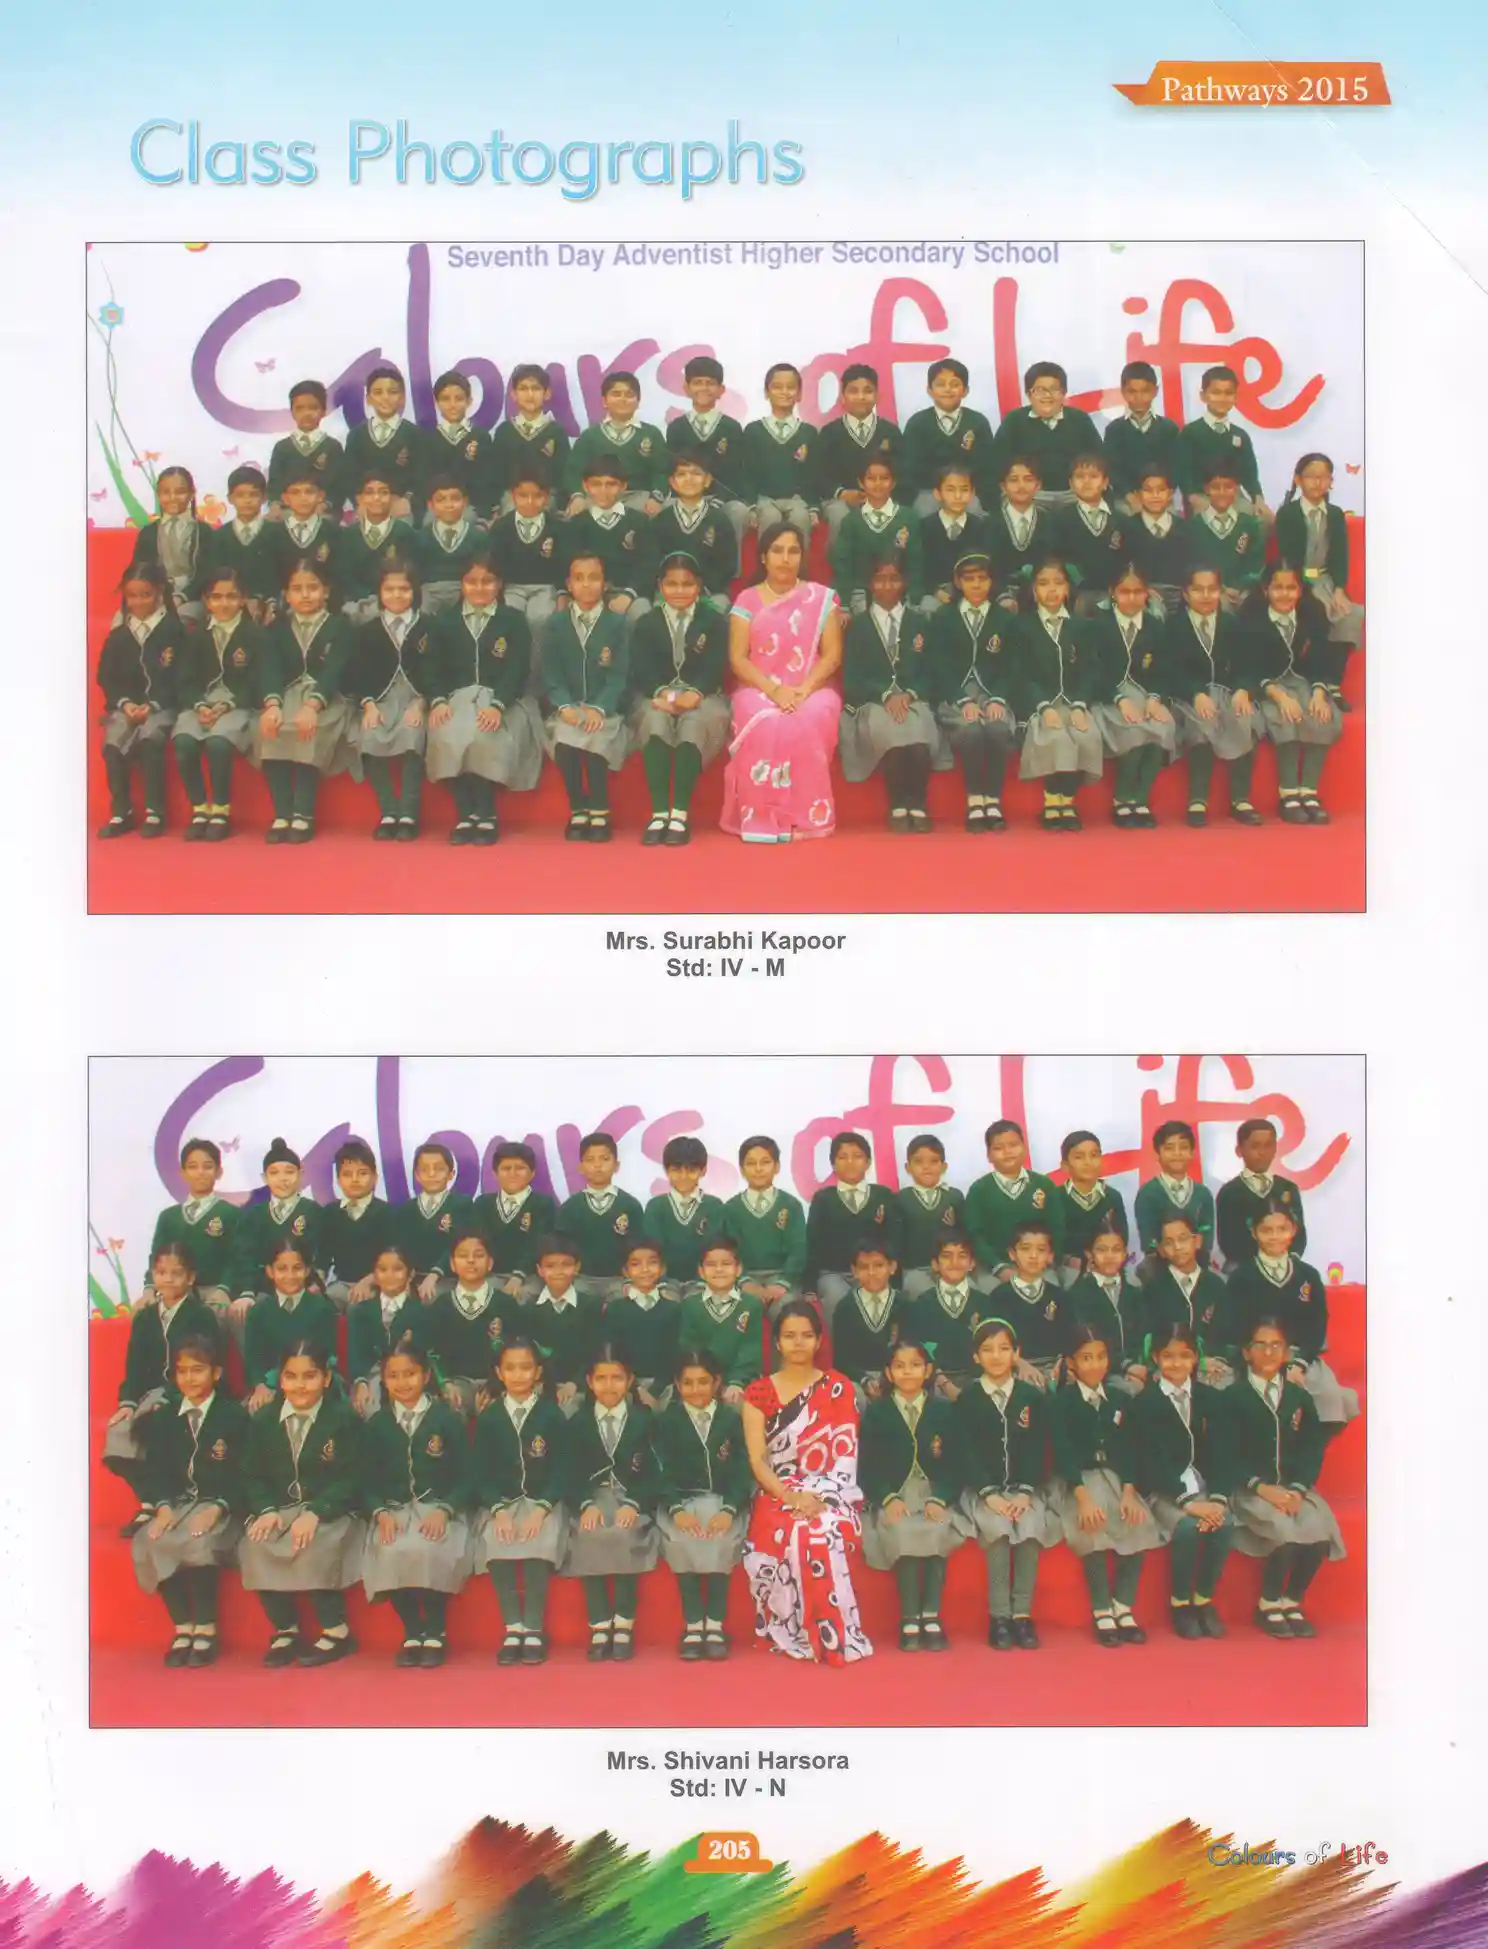 Pathways 2015
Class Photographs
Seventh Day Adventist Higher Secondary School
Colours of Life
Mrs. Surabhi Kapoor
Std: IV - M
Colours of Life
Mrs. Shivani Harsora
Std: IV - N
205
Colours of Life